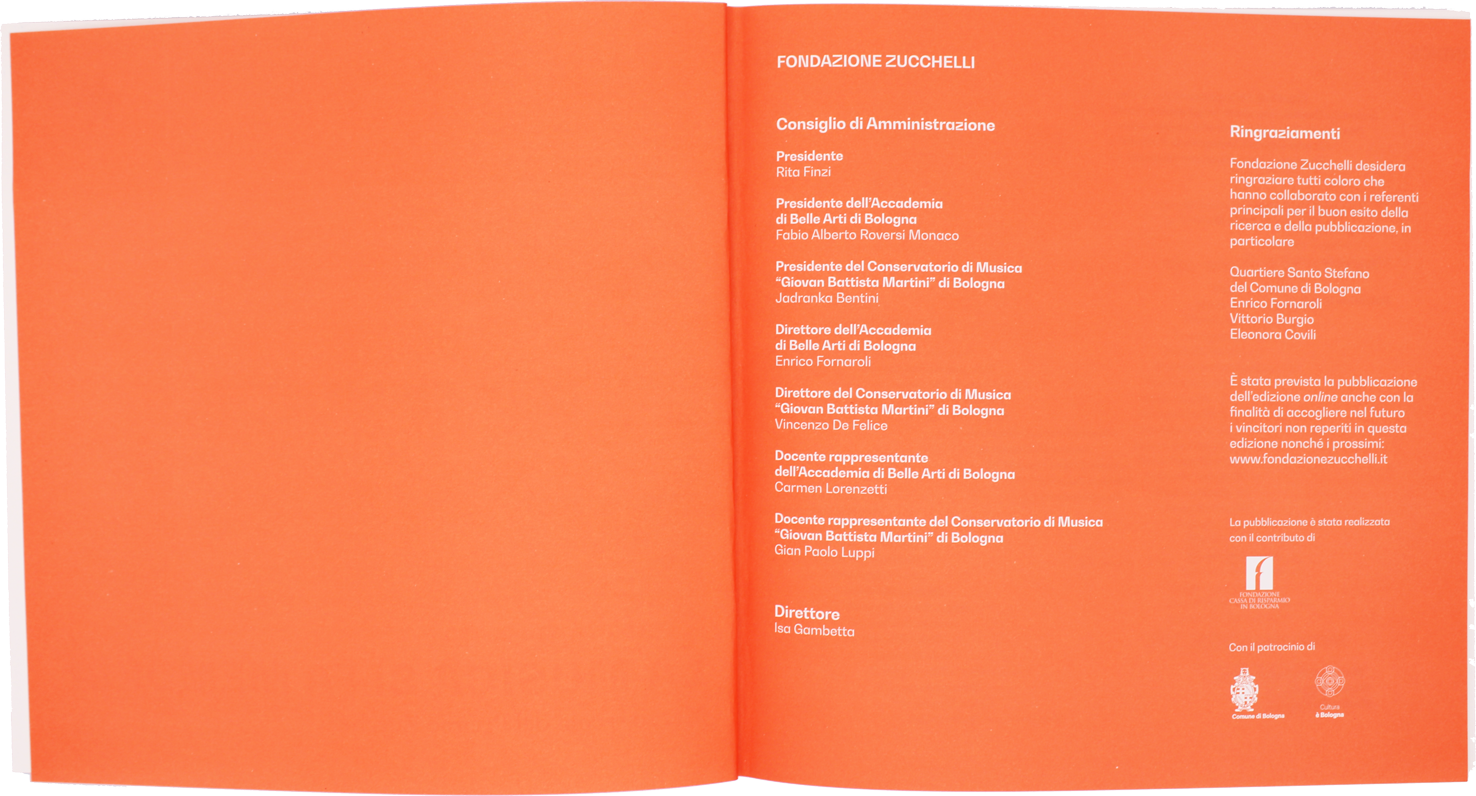 FONDAZIONE ZUCCHELLI
Consiglio di Amministrazione
Presidente
Rita Finzi
Presidente dell'Accademia
di Belle Arti di Bologna
Fabio Alberto Roversi Monaco
Presidente del Conservatorio di Musica
“Giovan Battista Martini” di Bologna
Jadranka Bentini
Direttore dell'Accademia
di Belle Arti di Bologna
Enrico Fornaroli
Direttore del Conservatorio di Musica
“Giovan Battista Martini” di Bologna
Vincenzo De Felice
Docente rappresentante
dell'Accademia di Belle Arti di Bologna
Carmen Lorenzetti
Docente rappresentante del Conservatorio di Musica
“Giovan Battista Martini” di Bologna
Gian Paolo Luppi
Direttore
Isa Gambetta
Ringraziamenti
Fondazione Zucchelli desidera
ringraziare tutti coloro che
hanno collaborato con i referenti
principali per il buon esito della
ricerca e della pubblicazione, in
particolare
Quartiere Santo Stefano
del Comune di Bologna
Enrico Fornaroli
Vittorio Burgio
Eleonora Covili
È stata prevista la pubblicazione
dell'edizione online anche con la
finalità di accogliere nel futuro
i vincitori non reperiti in questa
edizione nonché i prossimi:
www.fondazionezucchelli.it
La pubblicazione è stata realizzata
con il contributo di
FONDAZIONE
CASSA DI RISPARMIO
IN BOLOGNA
Con il patrocinio di
Comune di Bologna
Cultura
è Bologna